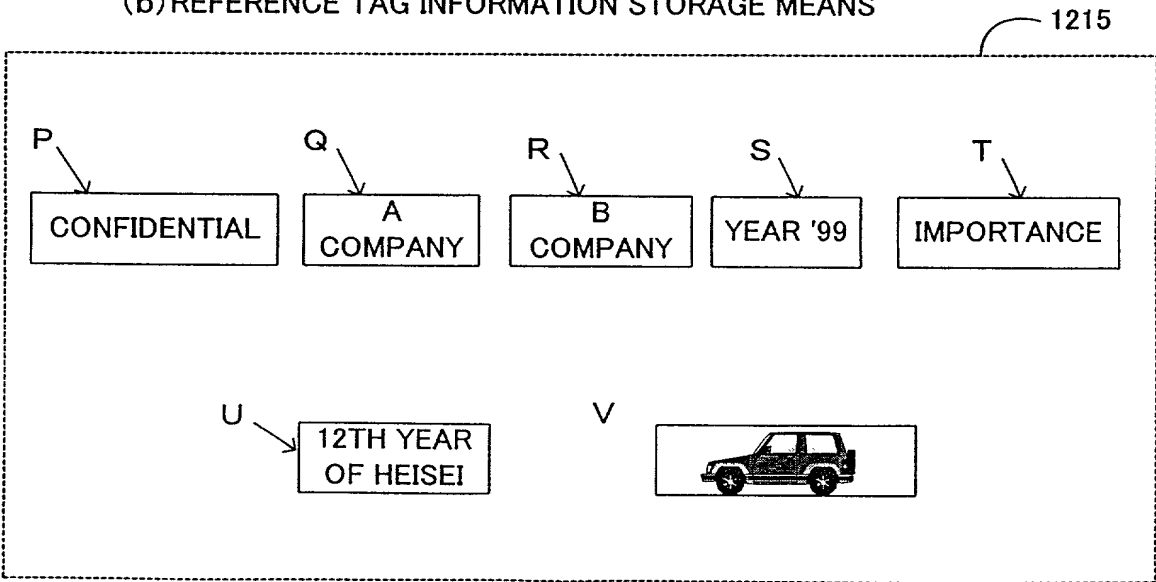 (b)REFERENCE TAG INFORMATION STORAGE MEANS
1215
P
Q
R
S
T
CONFIDENTIAL
A
COMPANY
B
COMPANY
YEAR '99
IMPORTANCE
U
V
12TH YEAR
OF HEISEI